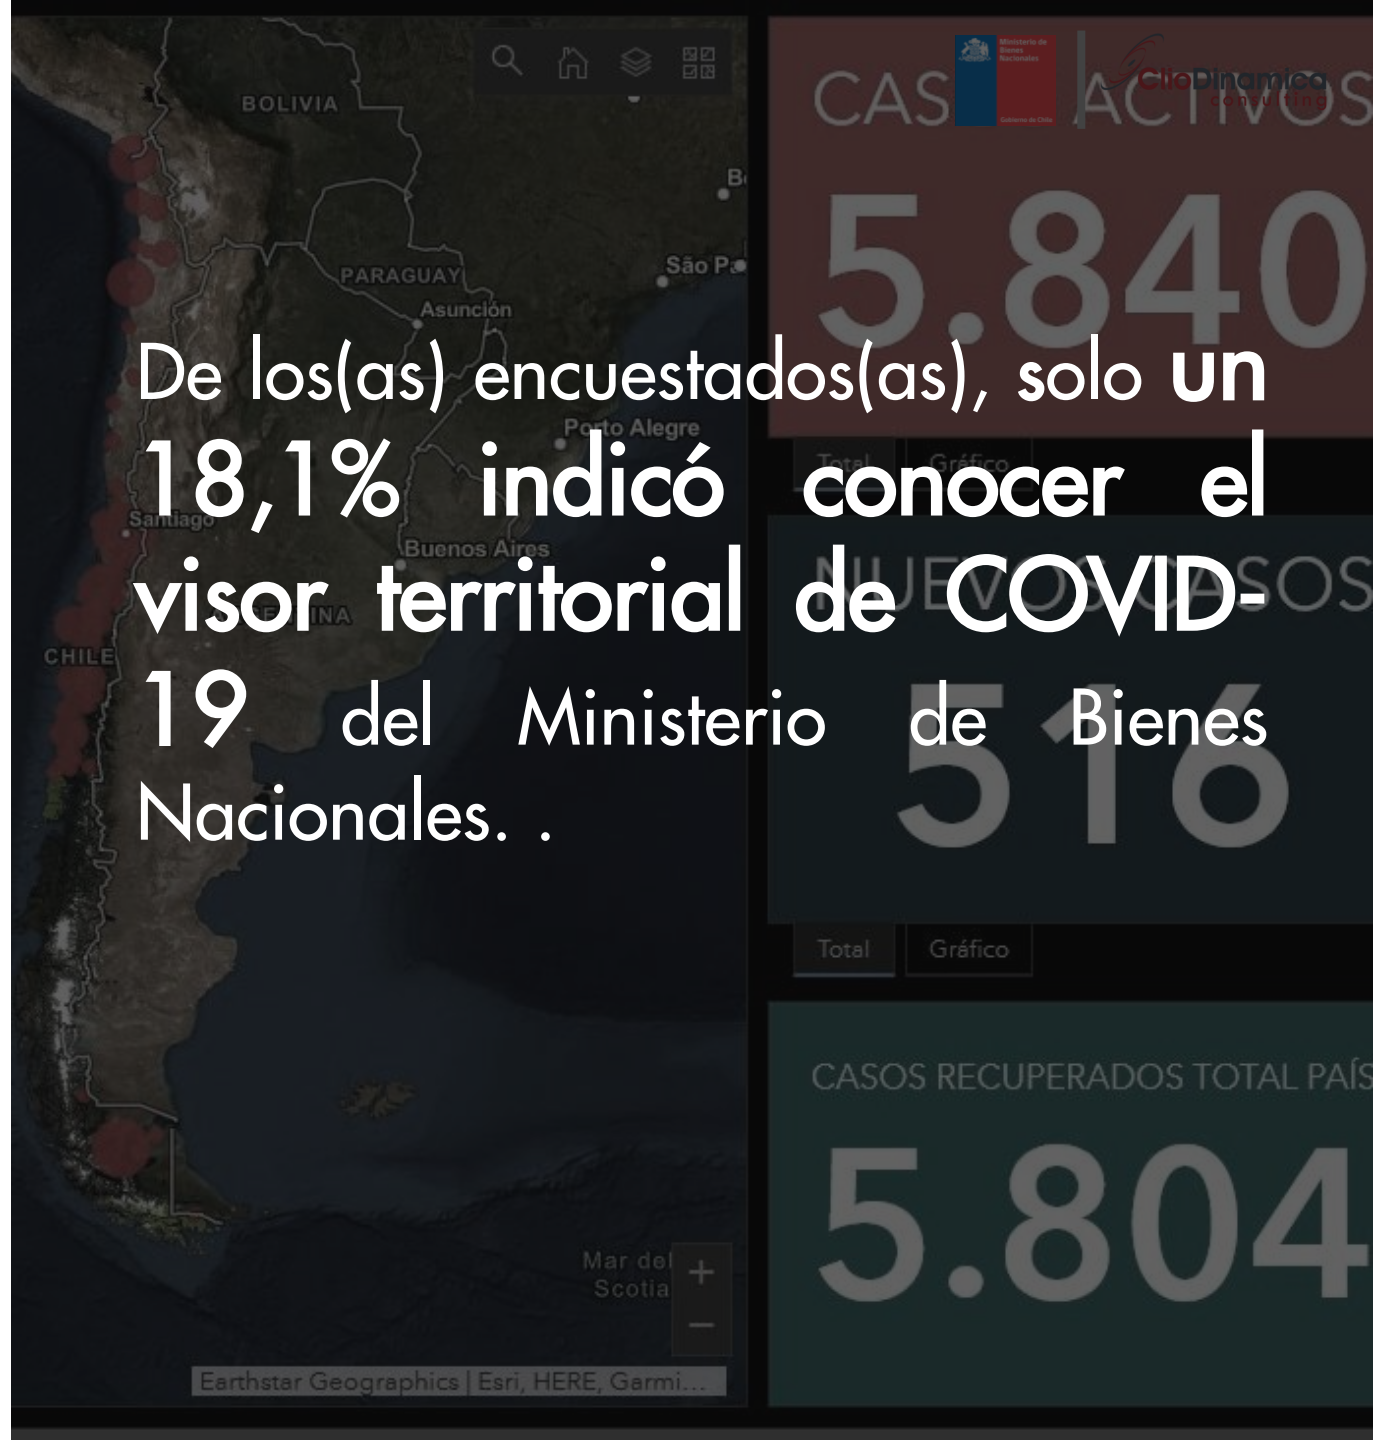 Ministerio de
Bienes
Nacionales
Gobierno de Chile
ClioDinamica
consulting
CAS ACTIVOS
5.840
BOLIVIA
PARAGUAY
Asunción
De los(as) encuestados(as), solo un
18,1% indicó conocer el
visor territorial de COVID-
19 del Ministerio de Bienes
Nacionales. .
Porto Alegre
Santiago
Buenos Aires
CHILE
Total Gráfico
NUEVOS CASOS
516
Total Gráfico
CASOS RECUPERADOS TOTAL PAÍS
5.804
Mar del
Scotia
+
−
Earthstar Geographics | Esri, HERE, Garmi...